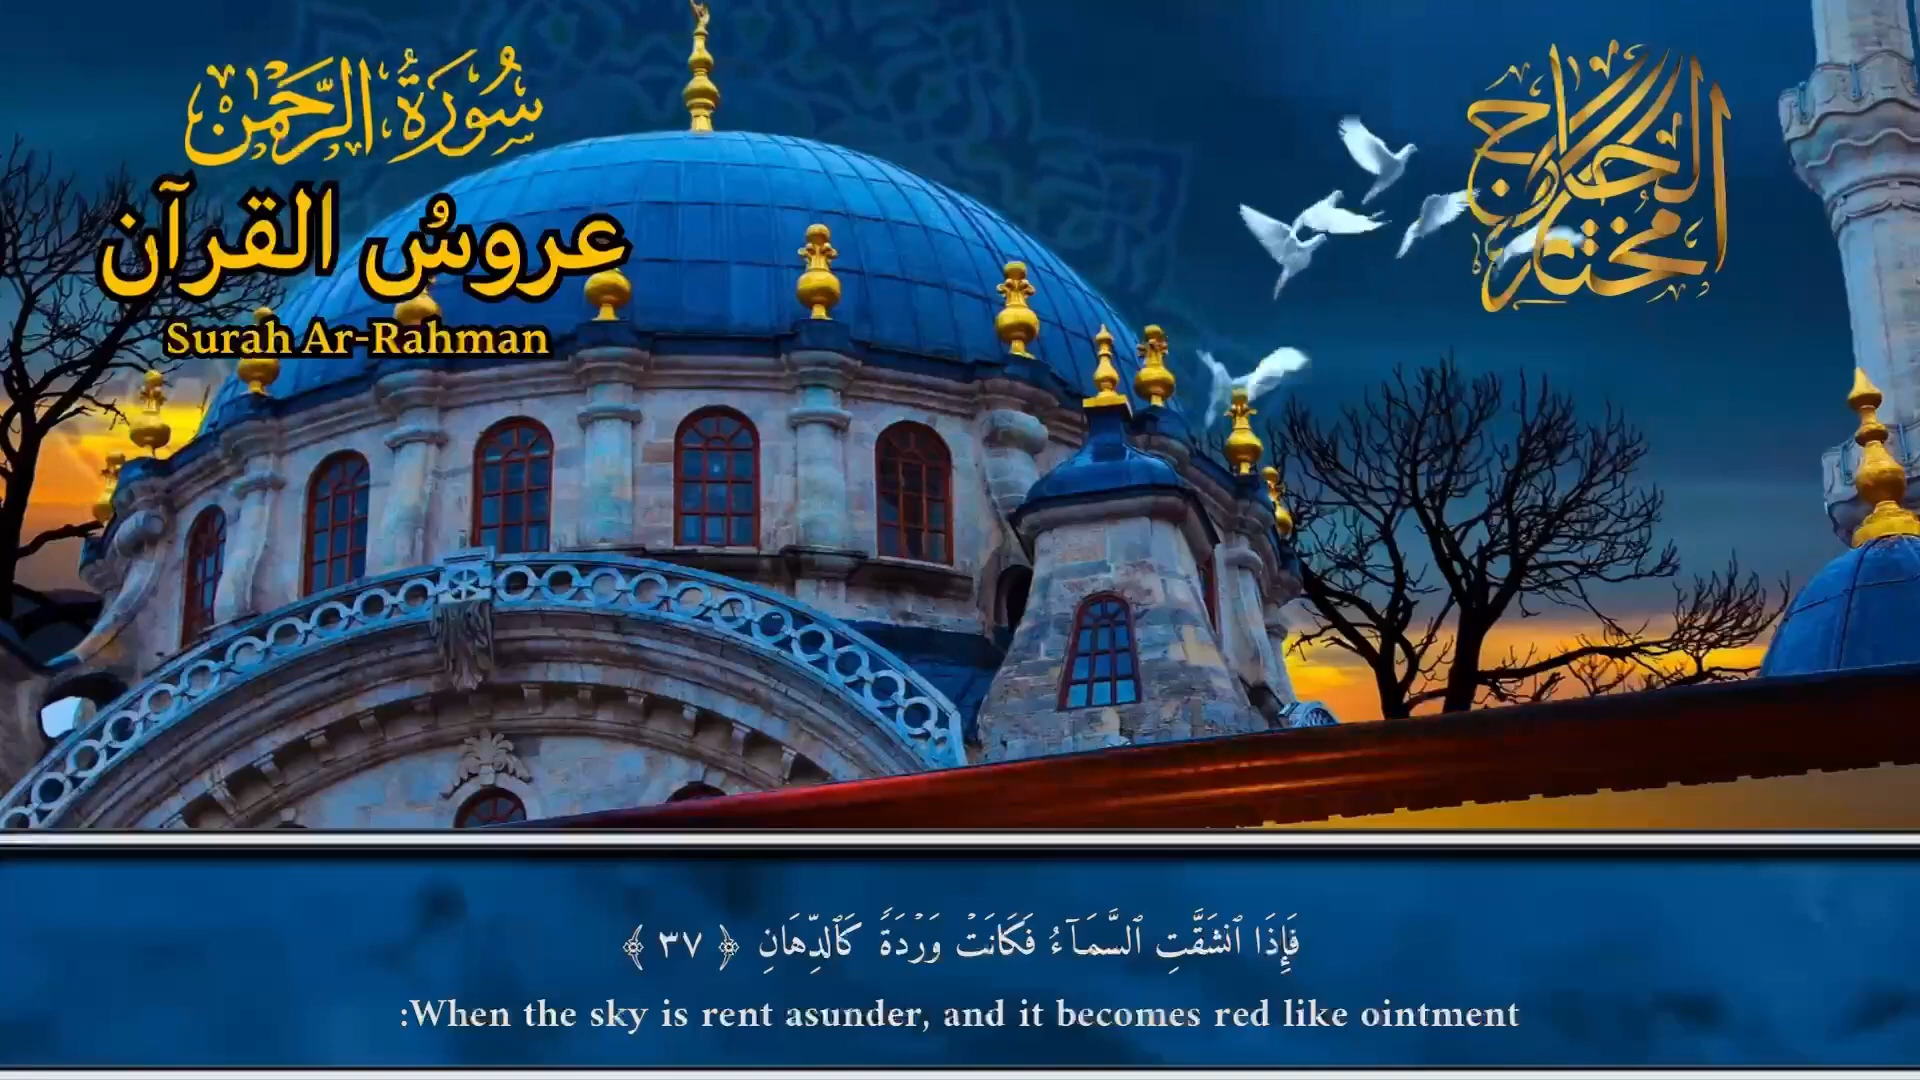 سُورَةُ الرَّحْمٰن
عروسُ القرآن
Surah Ar-Rahman
المختار الحاج
فَإِذَا ٱنشَقَّتِ ٱلسَّمَآءُ فَكَانَتْ وَرْدَةً كَٱلدِّهَانِ ﴿٣٧﴾
:When the sky is rent asunder, and it becomes red like ointment